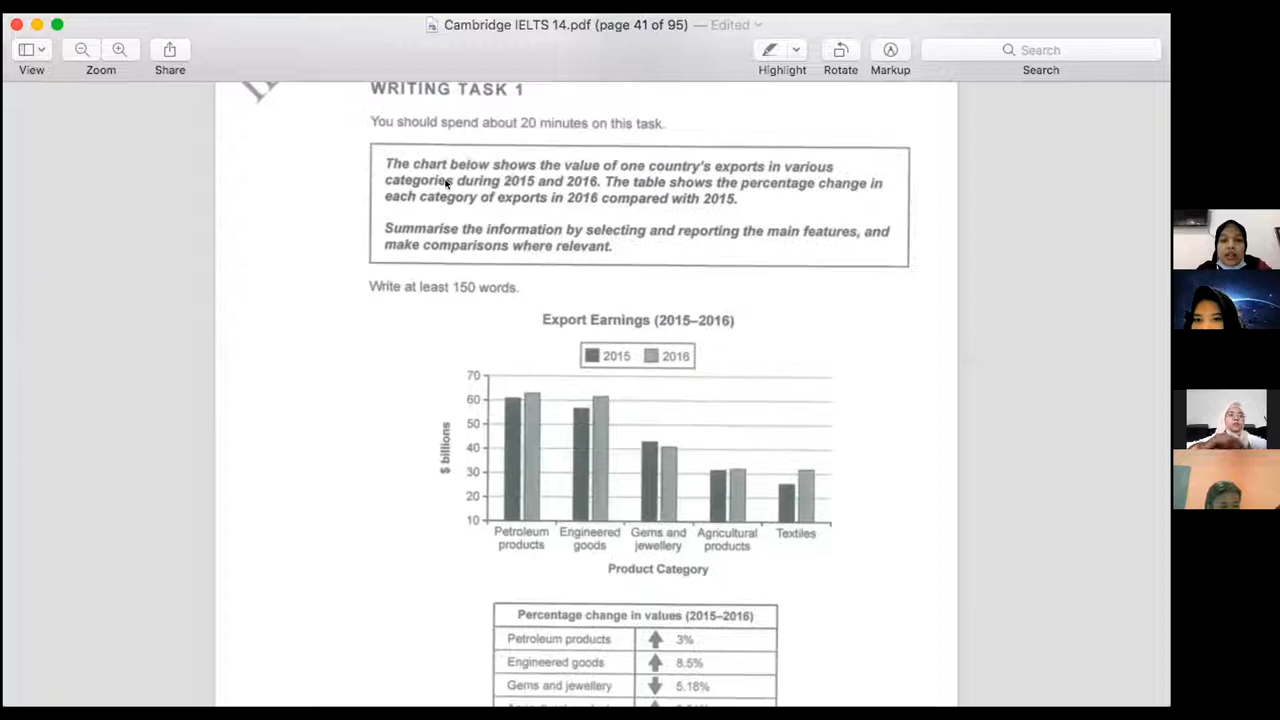 Cambridge IELTS 14.pdf (page 41 of 95) — Edited
View
Zoom
Share
Highlight
Rotate
Markup
Search
Search
WRITING TASK 1
You should spend about 20 minutes on this task.
The chart below shows the value of one country's exports in various
categories during 2015 and 2016. The table shows the percentage change in
each category of exports in 2016 compared with 2015.
Summarise the information by selecting and reporting the main features, and
make comparisons where relevant.
Write at least 150 words.
Export Earnings (2015–2016)
2015 2016
70
60
50
40
30
20
10
$ billions
Petroleum products
Engineered goods
Gems and jewellery
Agricultural products
Textiles
Product Category
Percentage change in values (2015–2016)
Petroleum products 3%
Engineered goods 8.5%
Gems and jewellery 5.18%